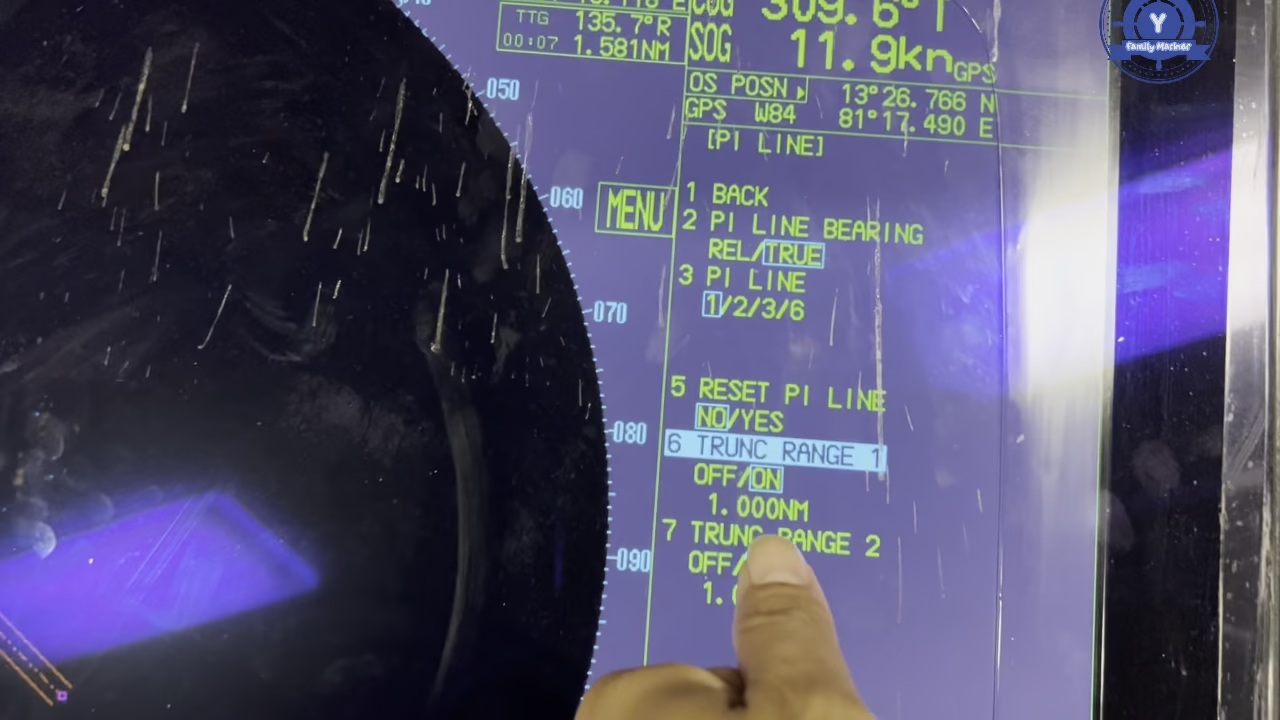 COG 309.6° T
SOG 11.9kn GPS
TTG 135.7°R
00:07 1.581NM
OS POSN 13°26.766 N
GPS W84 81°17.490 E
[PI LINE]
1 BACK
MENU
2 PI LINE BEARING
REL/TRUE
3 PI LINE
1/2/3/6
5 RESET PI LINE
NO/YES
6 TRUNC RANGE 1
OFF/ON
1.000NM
7 TRUNC RANGE 2
OFF/
050
060
070
080
090
Y
Family Mariner